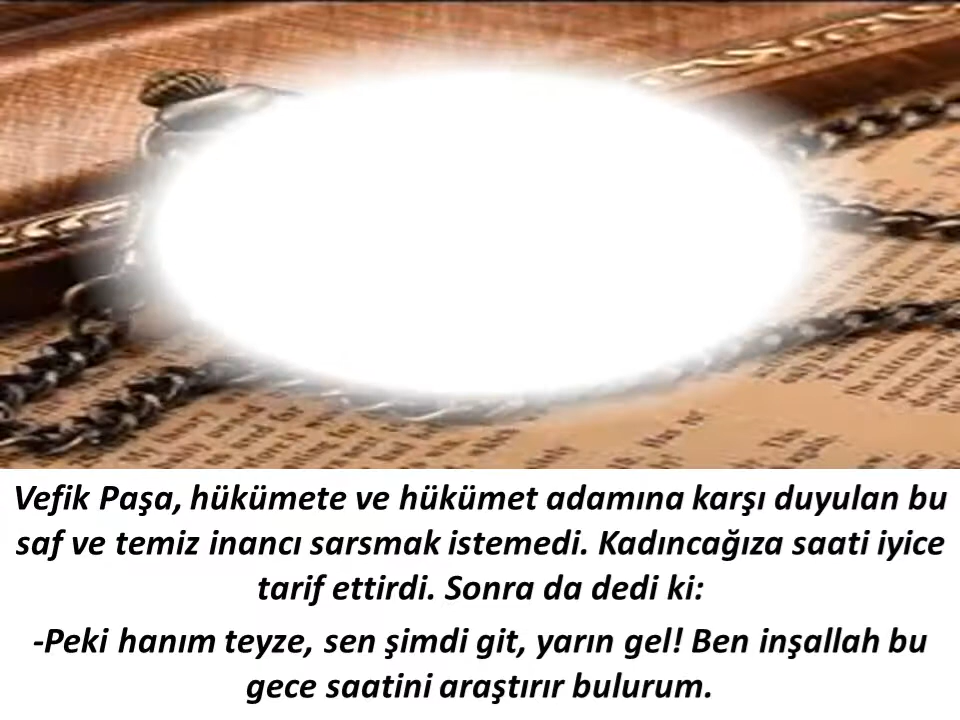 Vefik Paşa, hükümete ve hükümet adamına karşı duyulan bu
saf ve temiz inancı sarsmak istemedi. Kadıncağıza saati iyice
tarif ettirdi. Sonra da dedi ki:
-Peki hanım teyze, sen şimdi git, yarın gel! Ben inşallah bu
gece saatini araştırır bulurum.